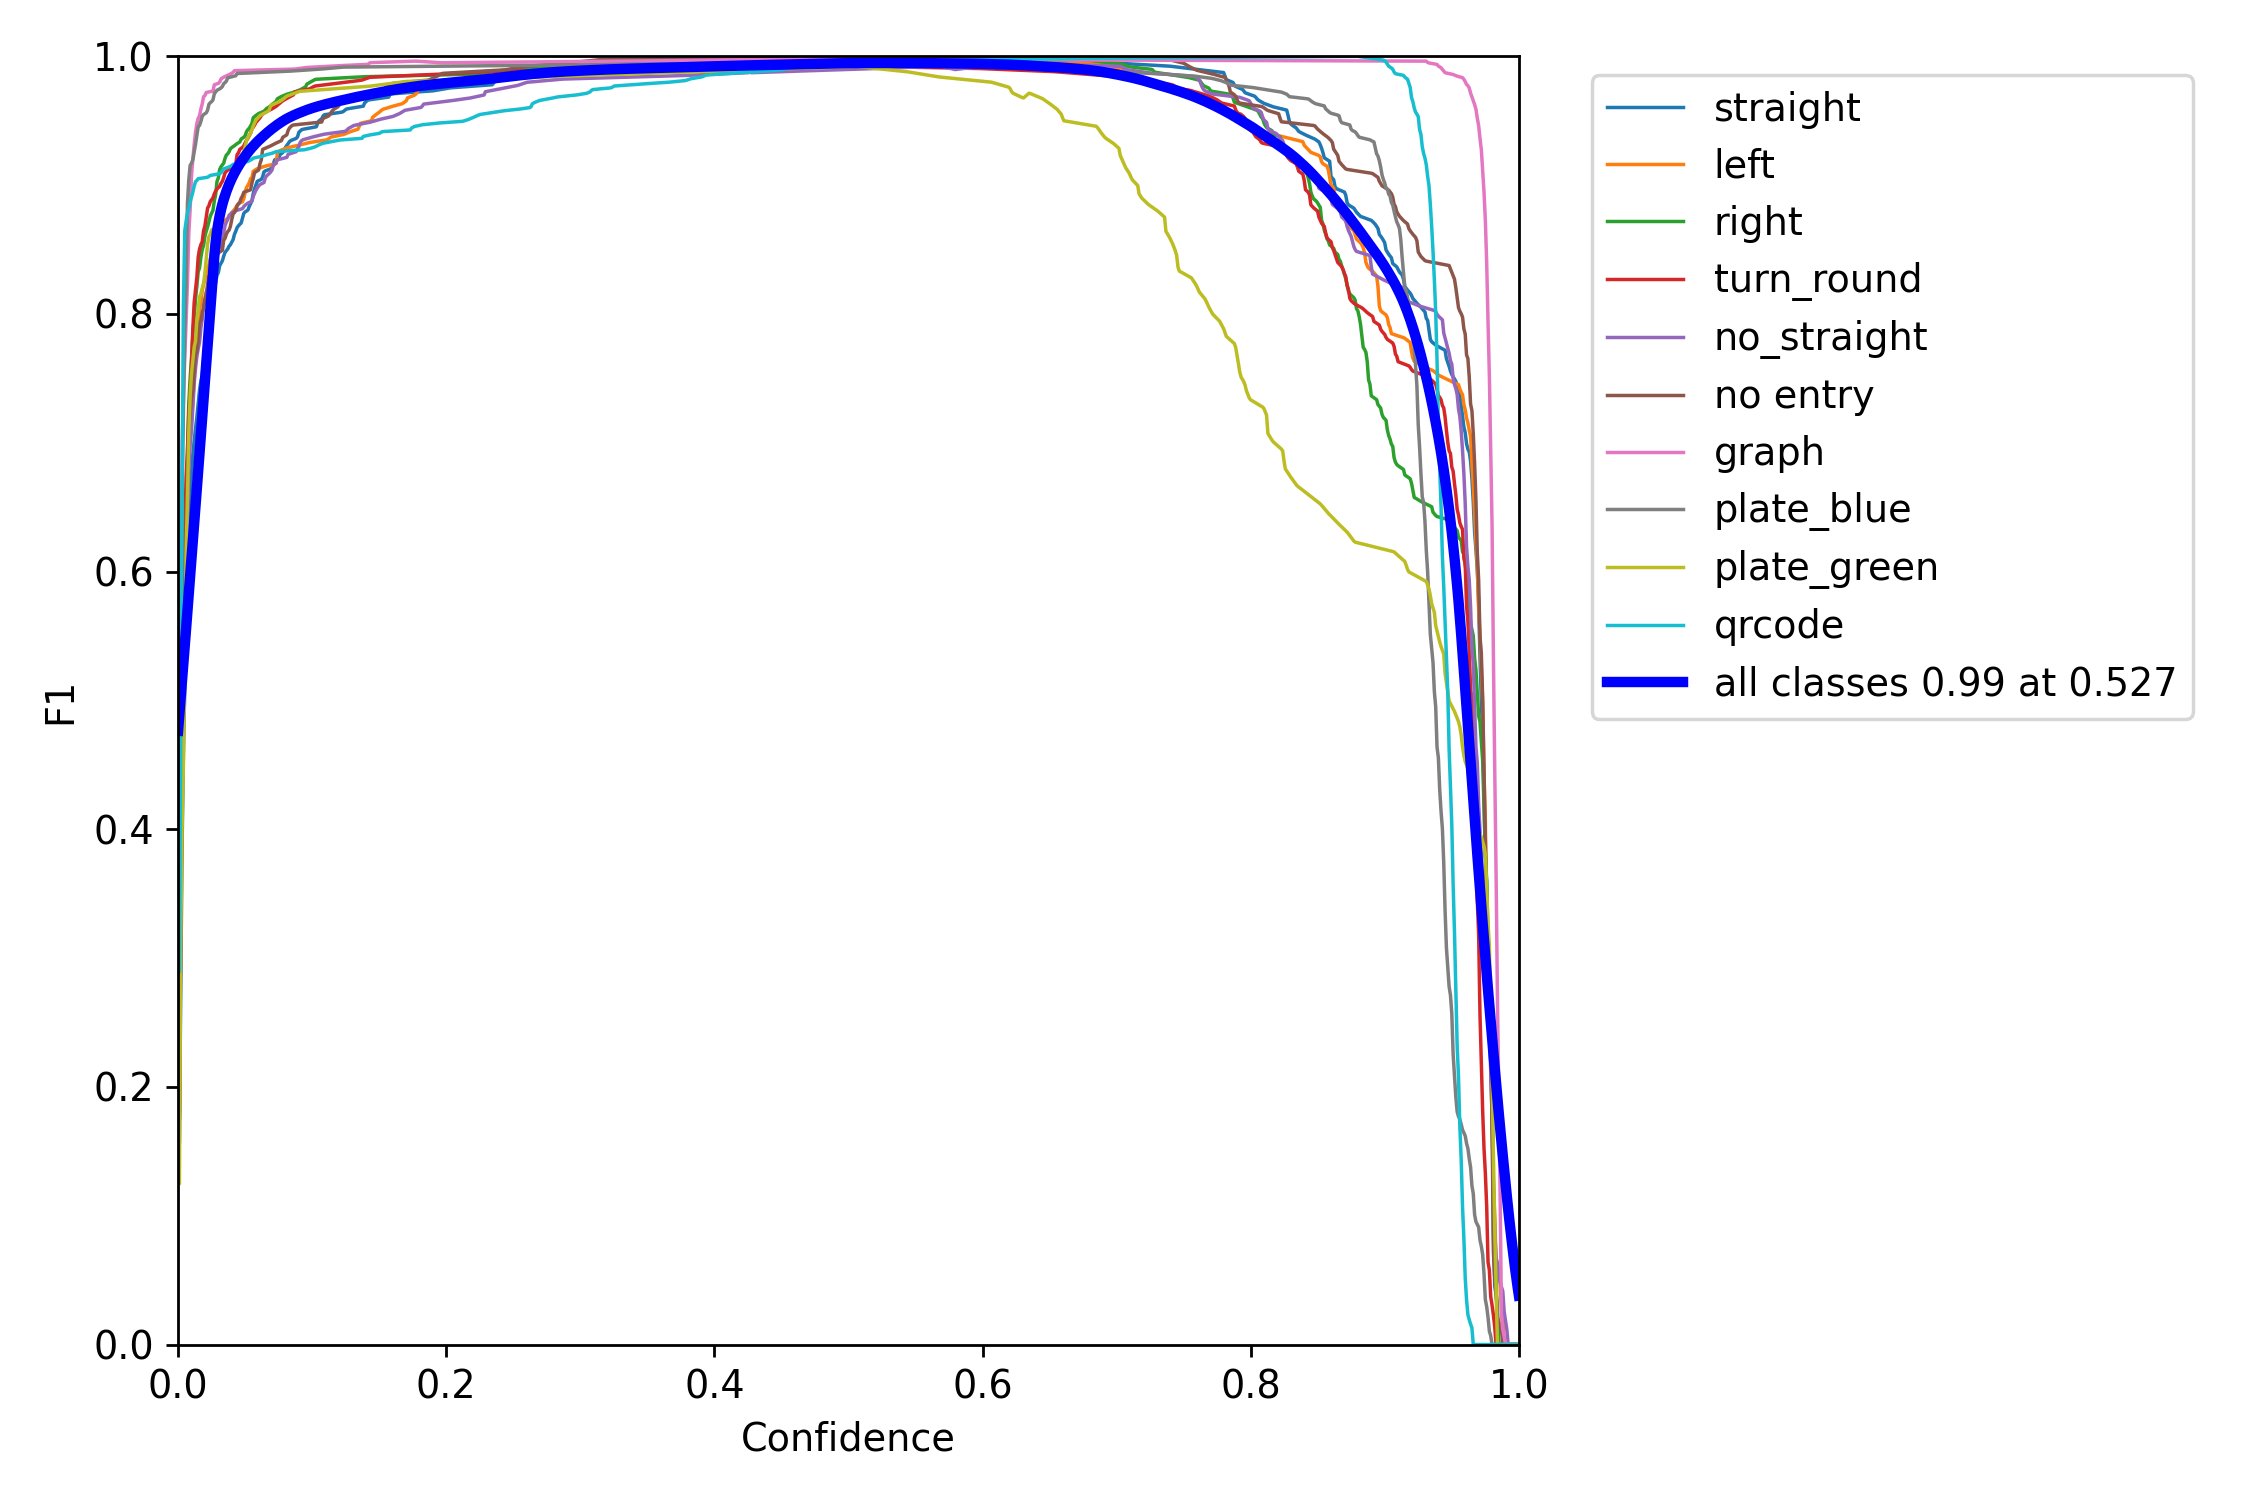 1.0
0.8
0.6
0.4
0.2
0.0
F1
0.0 0.2 0.4 0.6 0.8 1.0
Confidence
straight
left
right
turn_round
no_straight
no entry
graph
plate_blue
plate_green
qrcode
all classes 0.99 at 0.527